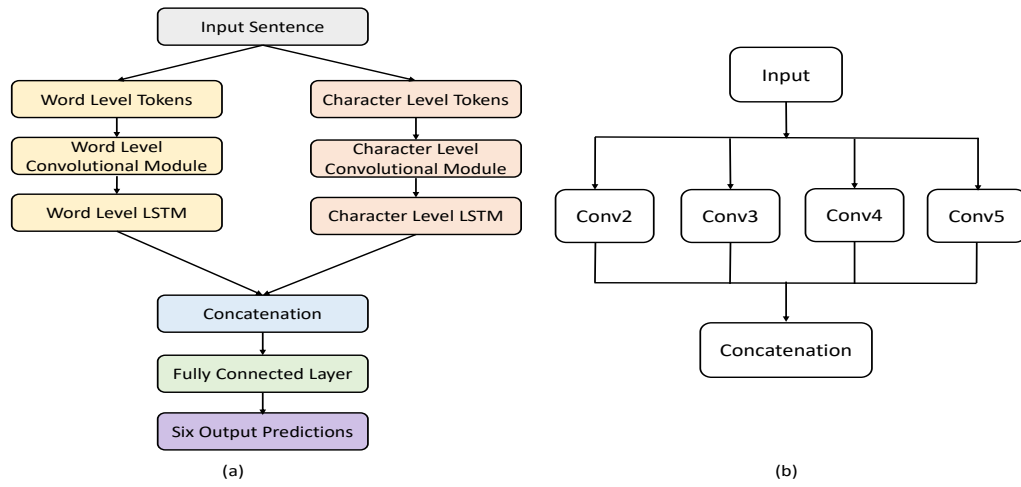 Input Sentence
Word Level Tokens
Word Level
Convolutional Module
Word Level LSTM
Character Level Tokens
Character Level
Convolutional Module
Character Level LSTM
Concatenation
Fully Connected Layer
Six Output Predictions
(a)
Input
Conv2
Conv3
Conv4
Conv5
Concatenation
(b)